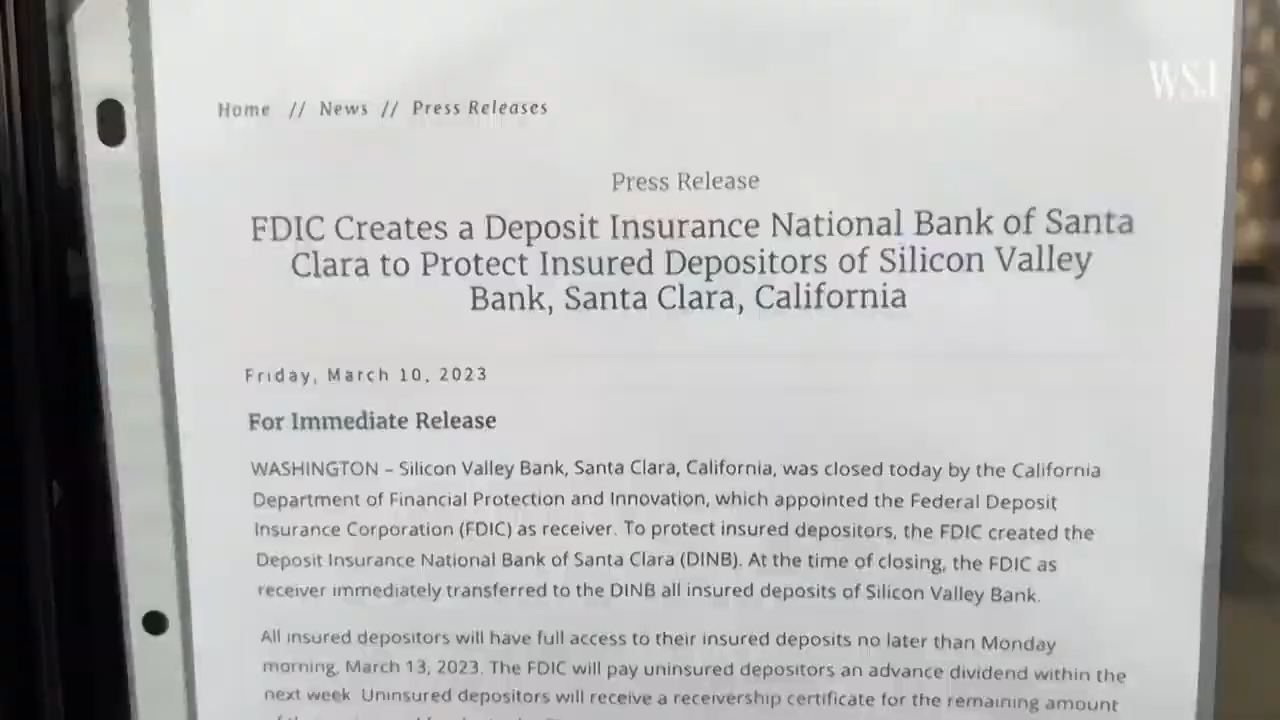 WSJ
Home // News // Press Releases
Press Release
FDIC Creates a Deposit Insurance National Bank of Santa
Clara to Protect Insured Depositors of Silicon Valley
Bank, Santa Clara, California
Friday, March 10, 2023
For Immediate Release
WASHINGTON – Silicon Valley Bank, Santa Clara, California, was closed today by the California
Department of Financial Protection and Innovation, which appointed the Federal Deposit
Insurance Corporation (FDIC) as receiver. To protect insured depositors, the FDIC created the
Deposit Insurance National Bank of Santa Clara (DINB). At the time of closing, the FDIC as
receiver immediately transferred to the DINB all insured deposits of Silicon Valley Bank.
All insured depositors will have full access to their insured deposits no later than Monday
morning, March 13, 2023. The FDIC will pay uninsured depositors an advance dividend within the
next week. Uninsured depositors will receive a receivership certificate for the remaining amount